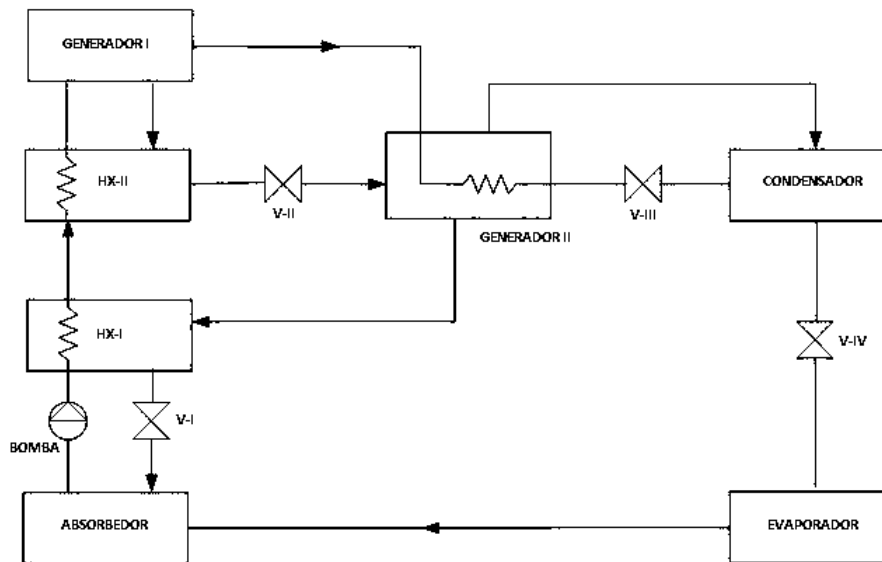 GENERADOR I
HX-II
V-II
V-III
CONDENSADOR
GENERADOR II
HX-I
V-IV
V-I
BOMBA
ABSORBEDOR
EVAPORADOR